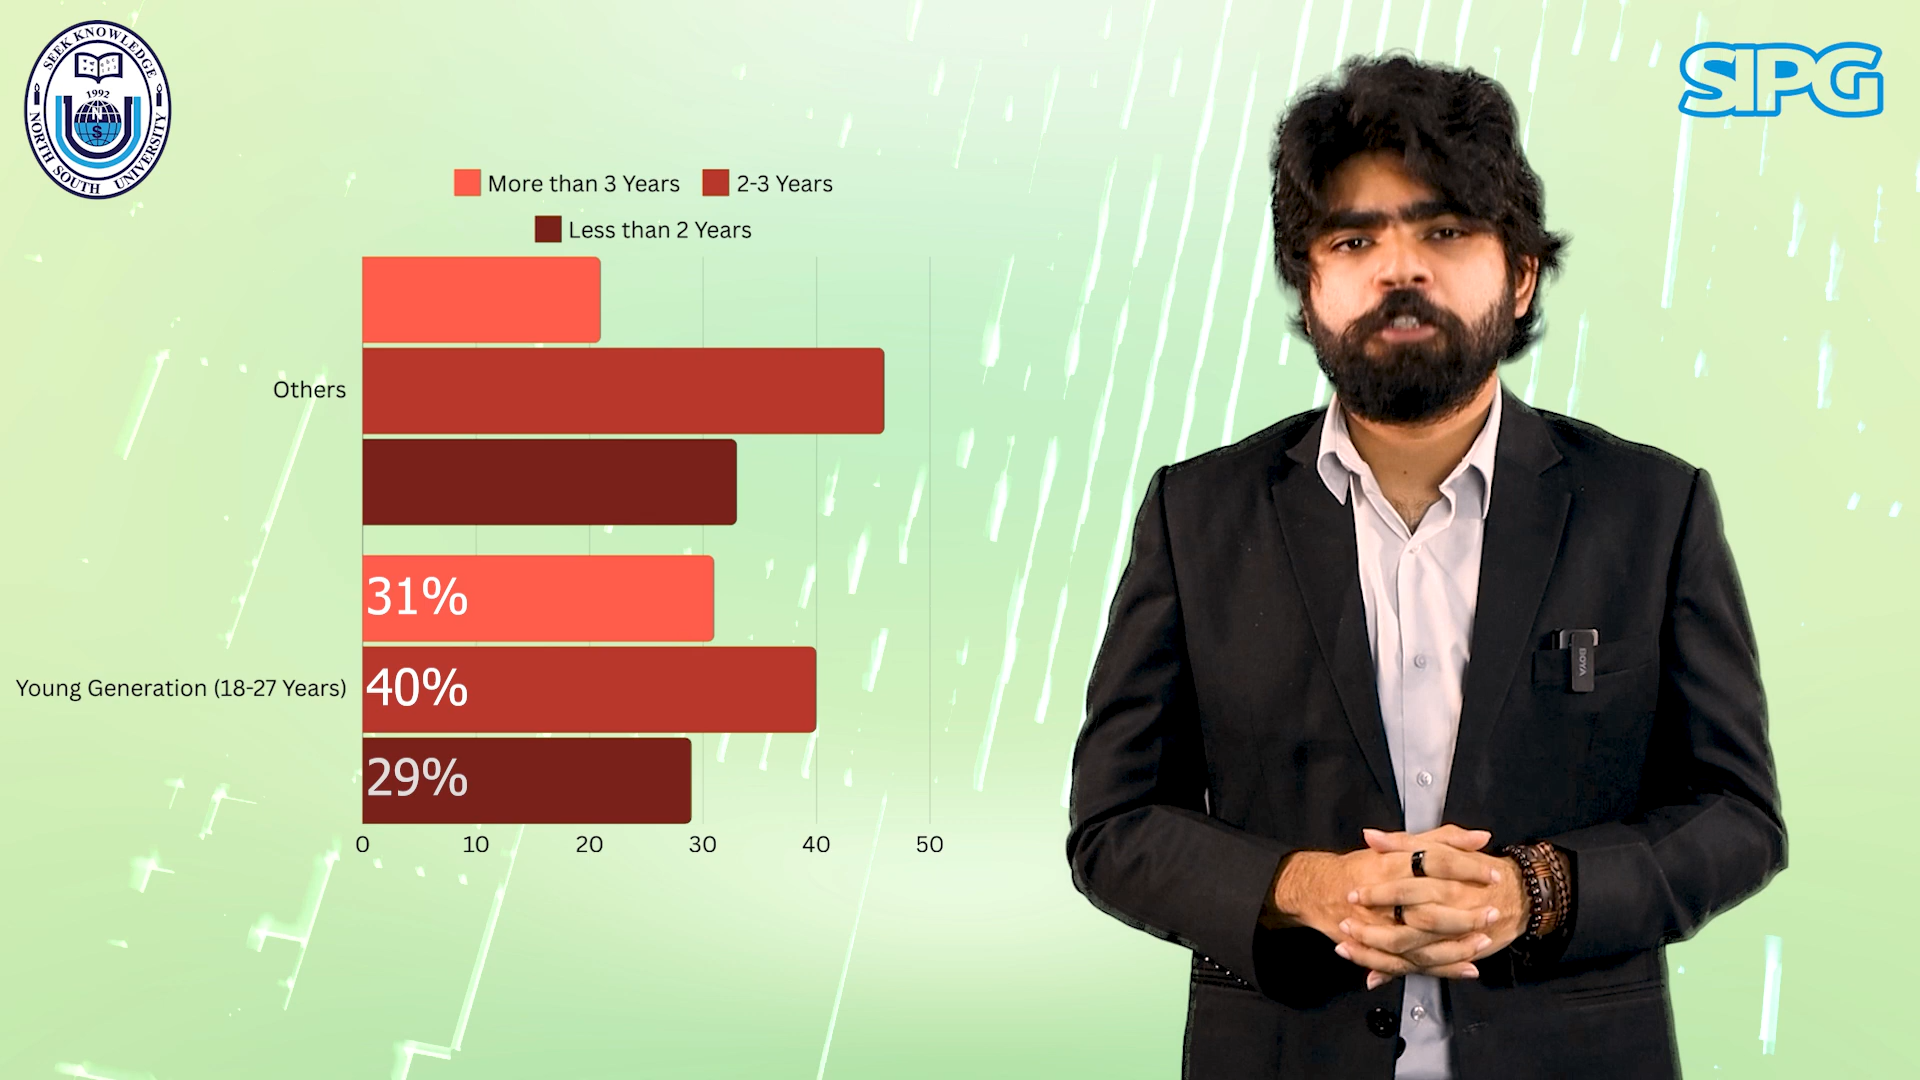 SEEK KNOWLEDGE
1992
NORTH SOUTH UNIVERSITY
SIPG
More than 3 Years
2-3 Years
Less than 2 Years
Others
31%
Young Generation (18-27 Years)
40%
29%
0 10 20 30 40 50
BOYA